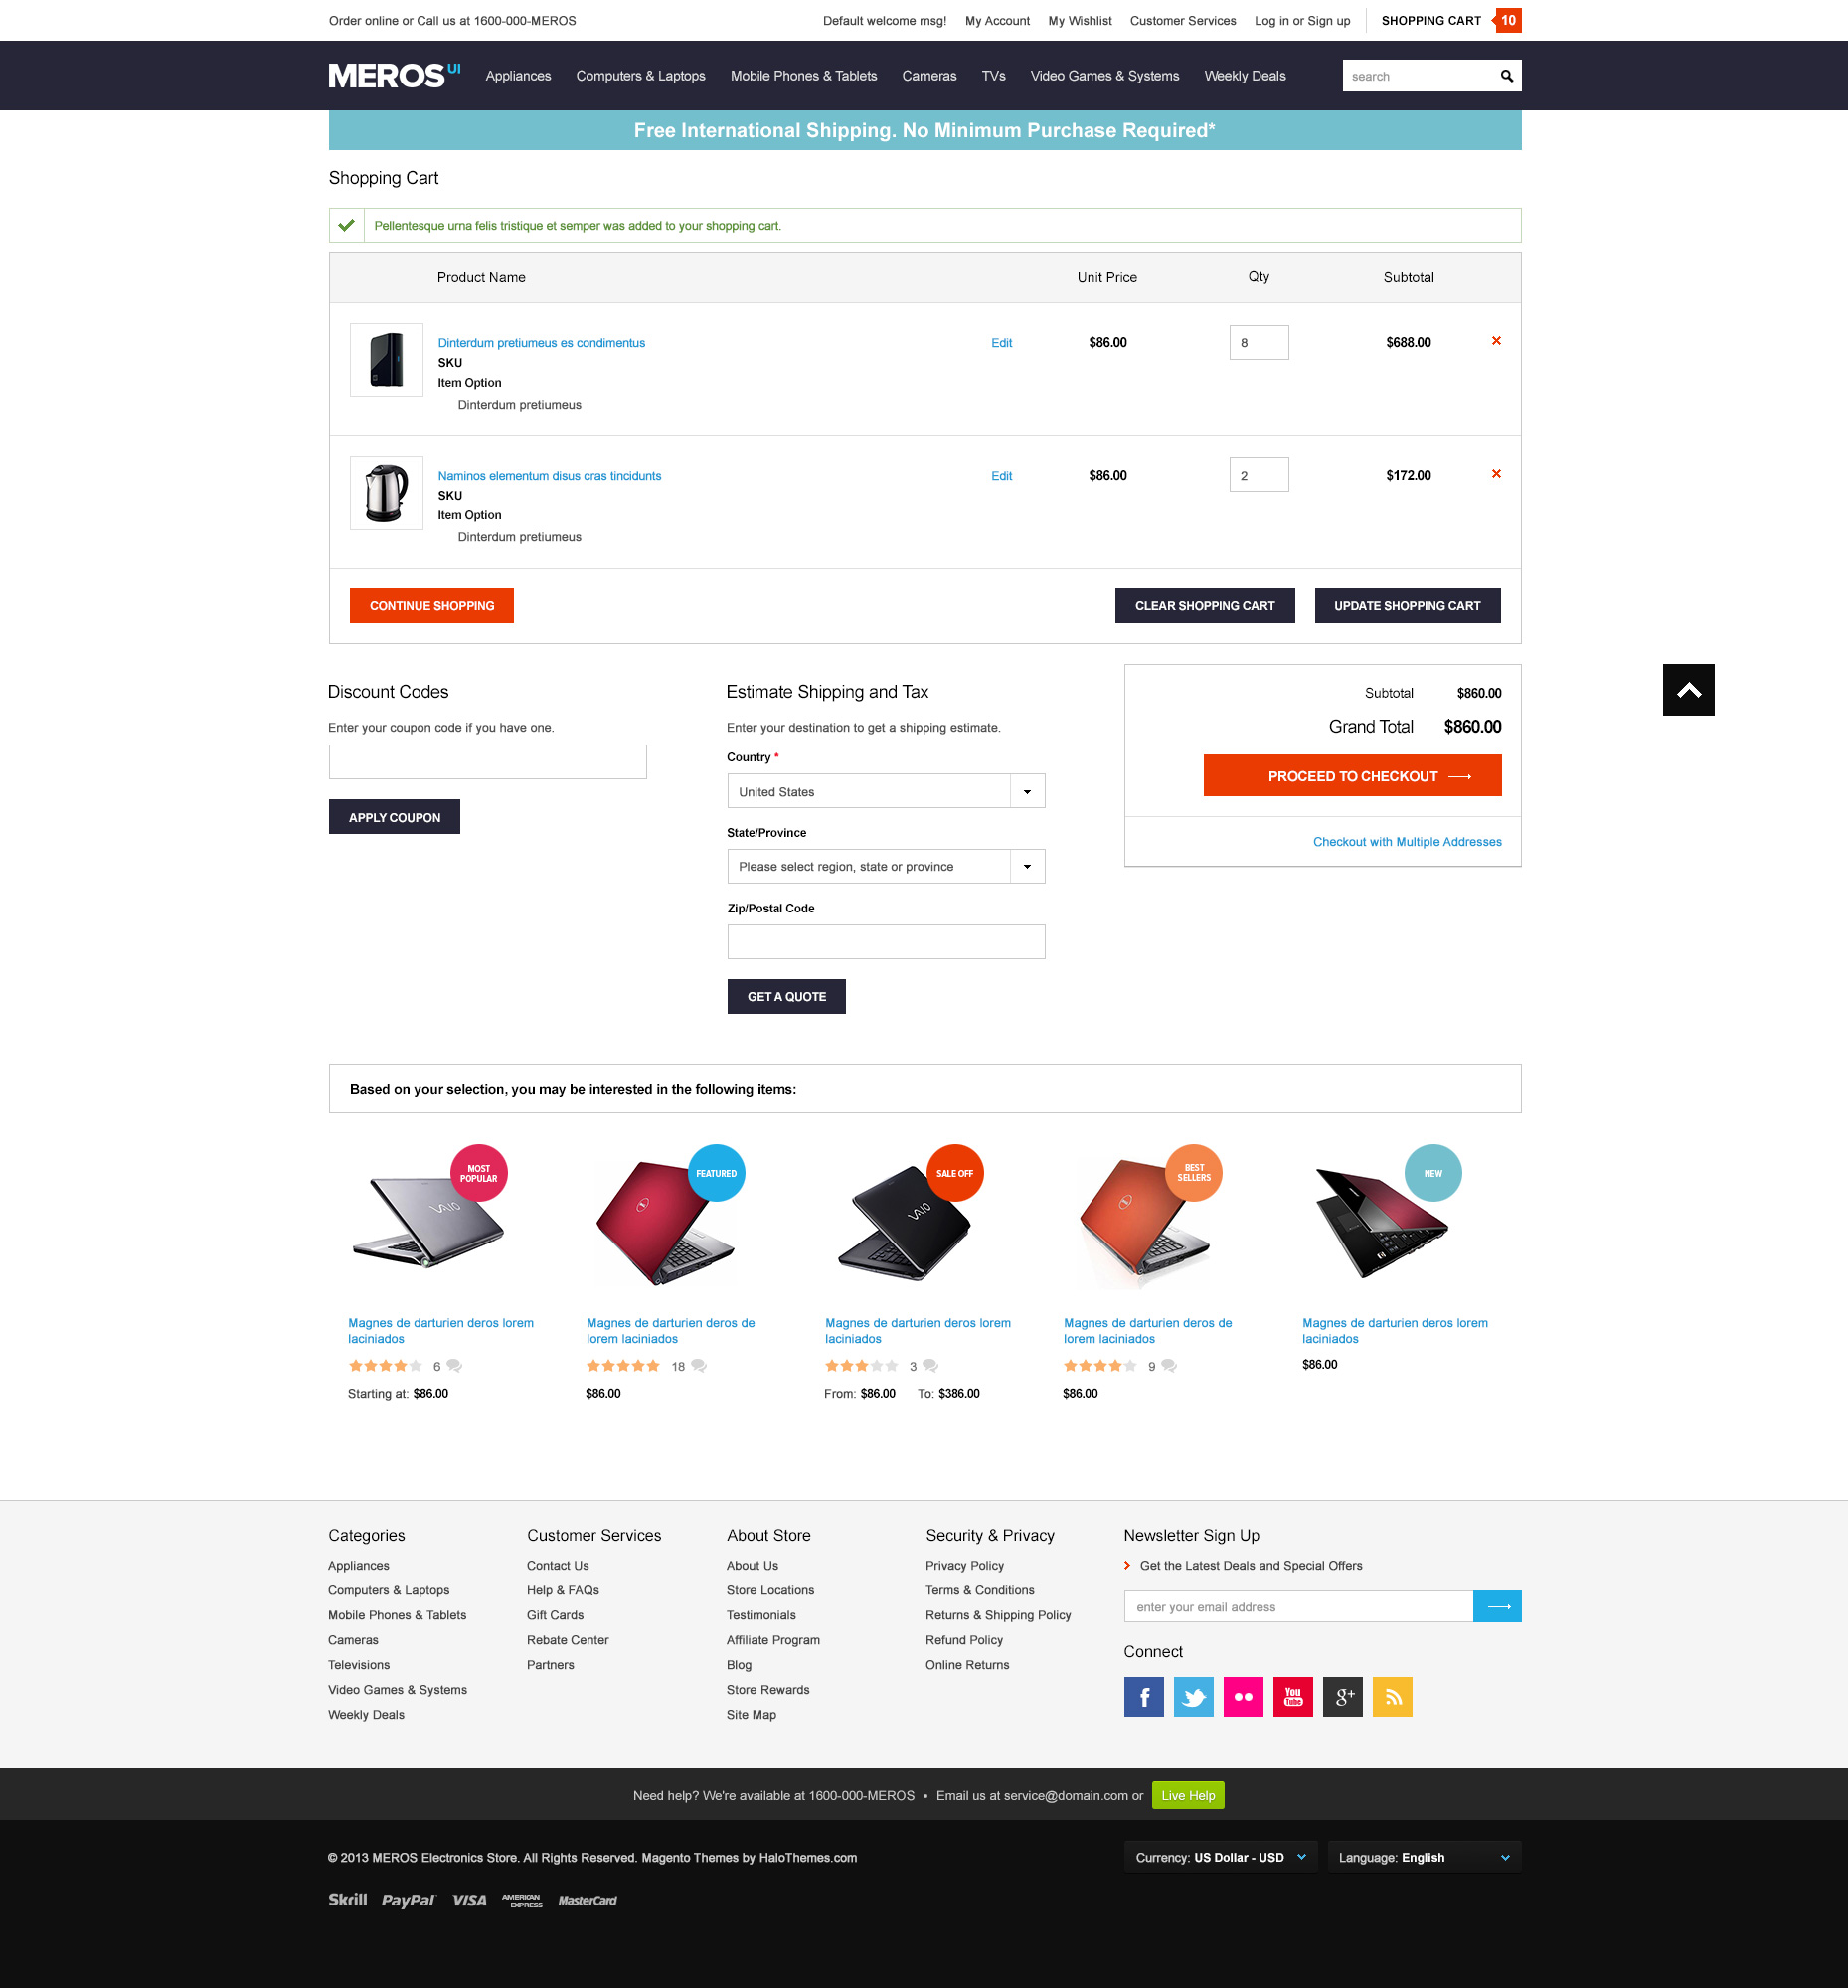 Order online or Call us at 1600-000-MEROS
Default welcome msg! My Account My Wishlist Customer Services Log in or Sign up SHOPPING CART 10
MEROS UI Appliances Computers & Laptops Mobile Phones & Tablets Cameras TVs Video Games & Systems Weekly Deals search
Free International Shipping. No Minimum Purchase Required*
Shopping Cart
Pellentesque urna felis tristique et semper was added to your shopping cart.
Product Name Unit Price Qty Subtotal
Dinterdum pretiumeus es condimentus Edit $86.00 8 $688.00
SKU
Item Option
Dinterdum pretiumeus
Naminos elementum disus cras tincidunts Edit $86.00 2 $172.00
SKU
Item Option
Dinterdum pretiumeus
CONTINUE SHOPPING CLEAR SHOPPING CART UPDATE SHOPPING CART
Discount Codes
Enter your coupon code if you have one.
APPLY COUPON
Estimate Shipping and Tax
Enter your destination to get a shipping estimate.
Country *
United States
State/Province
Please select region, state or province
Zip/Postal Code
GET A QUOTE
Subtotal $860.00
Grand Total $860.00
PROCEED TO CHECKOUT
Checkout with Multiple Addresses
Based on your selection, you may be interested in the following items:
MOST
POPULAR
VAIO
Magnes de darturien deros lorem
laciniados
6
Starting at: $86.00
FEATURED
Magnes de darturien deros de
lorem laciniados
18
$86.00
SALE OFF
VAIO
Magnes de darturien deros lorem
laciniados
3
From: $86.00 To: $386.00
BEST
SELLERS
Magnes de darturien deros de
lorem laciniados
9
$86.00
NEW
Magnes de darturien deros lorem
laciniados
$86.00
Categories
Appliances
Computers & Laptops
Mobile Phones & Tablets
Cameras
Televisions
Video Games & Systems
Weekly Deals
Customer Services
Contact Us
Help & FAQs
Gift Cards
Rebate Center
Partners
About Store
About Us
Store Locations
Testimonials
Affiliate Program
Blog
Store Rewards
Site Map
Security & Privacy
Privacy Policy
Terms & Conditions
Returns & Shipping Policy
Refund Policy
Online Returns
Newsletter Sign Up
Get the Latest Deals and Special Offers
enter your email address
Connect
f You Tube g+
Need help? We're available at 1600-000-MEROS • Email us at service@domain.com or Live Help
© 2013 MEROS Electronics Store. All Rights Reserved. Magento Themes by HaloThemes.com
Currency: US Dollar - USD Language: English
Skrill PayPal VISA AMERICAN EXPRESS MasterCard